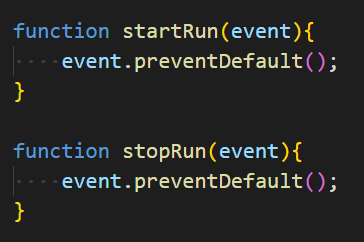 function startRun(event){
    event.preventDefault();
}

function stopRun(event){
    event.preventDefault();
}